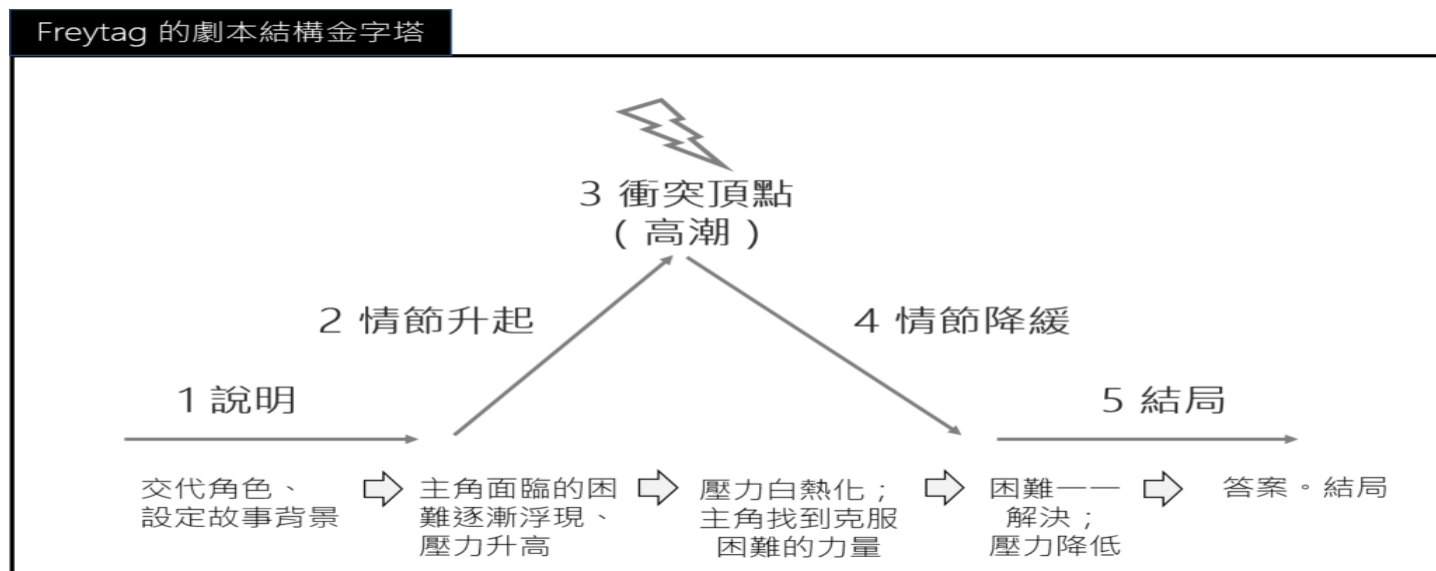 Freytag 的劇本結構金字塔
3 衝突頂點
（高潮）
2 情節升起
4 情節降緩
1 說明
5 結局
交代角色、
設定故事背景
主角面臨的困
難逐漸浮現、
壓力升高
壓力白熱化；
主角找到克服
困難的力量
困難一一
解決；
壓力降低
答案。結局